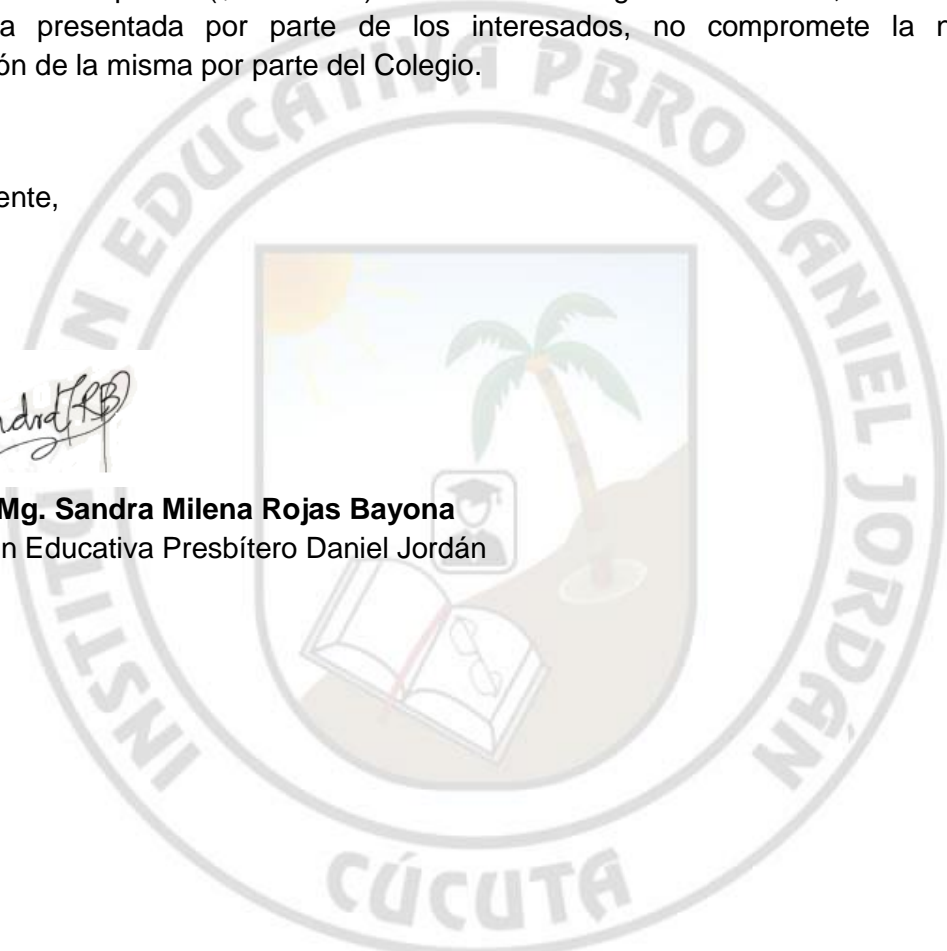 a presentada por parte de los interesados, no compromete la
ón de la misma por parte del Colegio.
ente,
Mg. Sandra Milena Rojas Bayona
n Educativa Presbítero Daniel Jordán
INSTITU N EDUCATIVA PBRO DANIEL JORDÁN
CÚCUTA